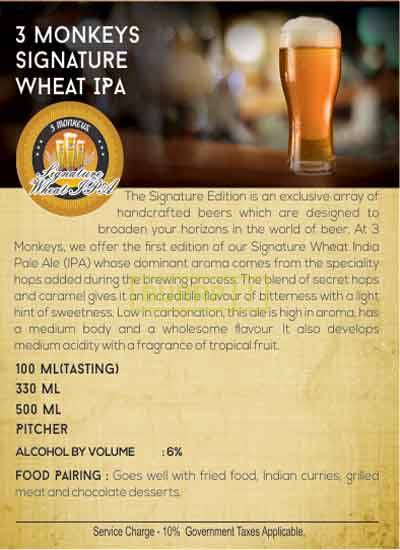 3 MONKEYS
SIGNATURE
WHEAT IPA
3 MONKEYS
Signature
Wheat I.P.A
The Signature Edition is an exclusive array of
handcrafted beers which are designed to
broaden your horizons in the world of beer. At 3
Monkeys, we offer the first edition of our Signature Wheat India
Pale Ale (IPA) whose dominant aroma comes from the speciality
hops added during the brewing process. The blend of secret hops
and caramel gives it an incredible flavour of bitterness with a light
hint of sweetness. Low in carbonation, this ale is high in aroma, has
a medium body and a wholesome flavour. It also develops
medium acidity with a fragrance of tropical fruit.
100 ML(TASTING)
330 ML
500 ML
PITCHER
ALCOHOL BY VOLUME : 6%
FOOD PAIRING : Goes well with fried food, Indian curries, grilled
meat and chocolate desserts.
Service Charge - 10% Government Taxes Applicable.